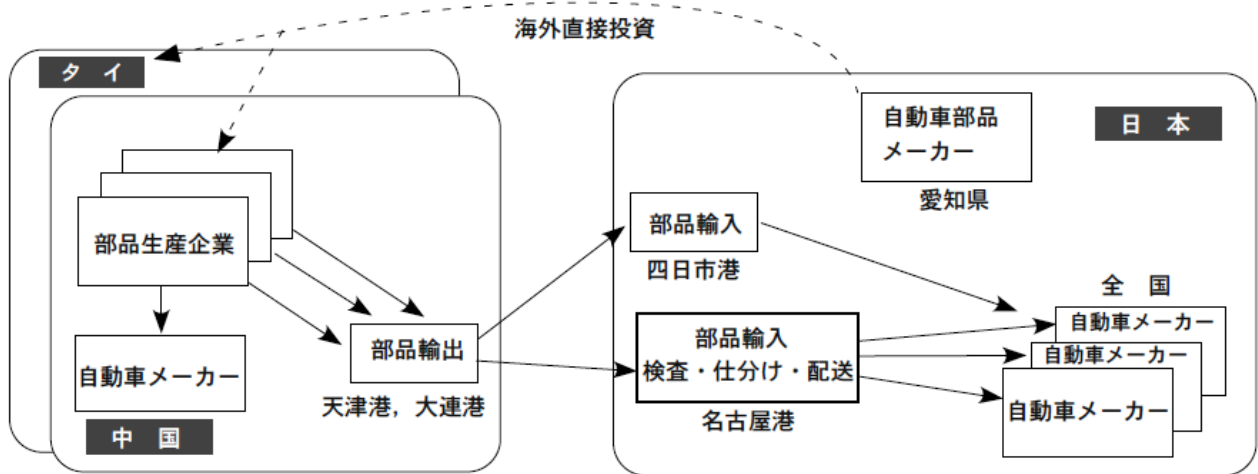 海外直接投資
タ イ
日 本
自動車部品
メーカー
愛知県
部品生産企業
部品輸入
四日市港
全 国
自動車メーカー
自動車メーカー
自動車メーカー
部品輸出
天津港，大連港
部品輸入
検査・仕分け・配送
名古屋港
自動車メーカー
中 国